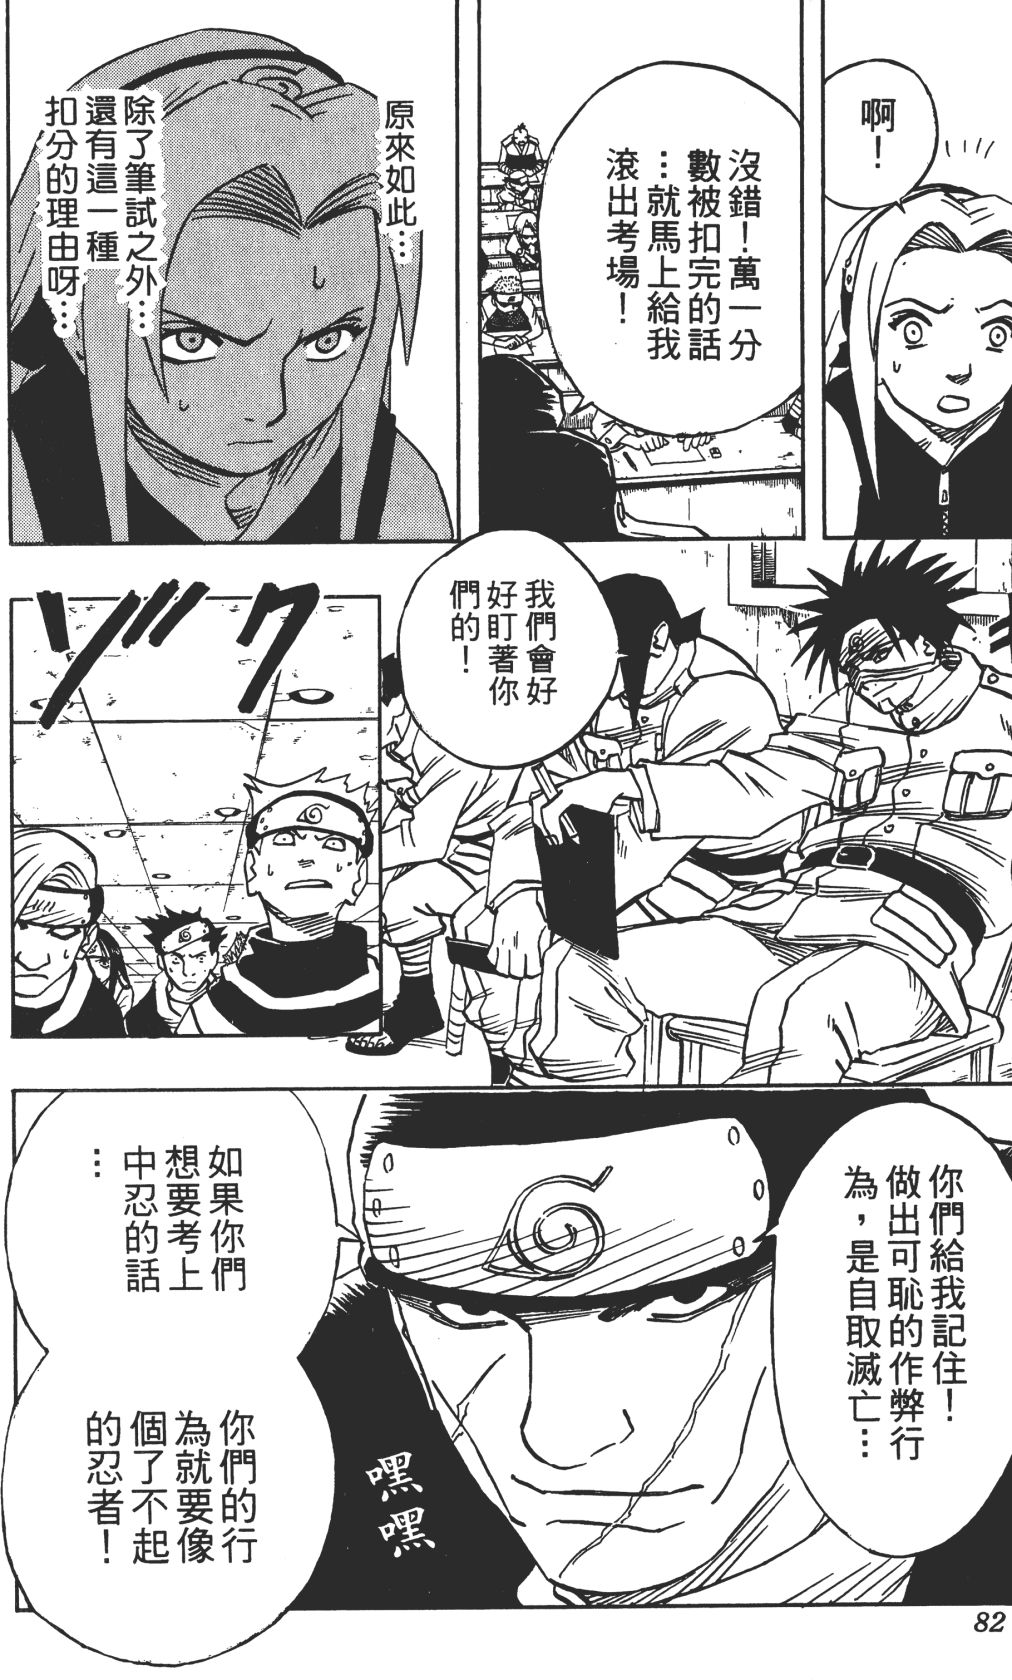 啊！
沒錯！萬一分
數被扣完的話
…就馬上給我
滾出考場！
原來如此…
除了筆試之外…
還有這一種
扣分的理由呀…
我們會好
好盯著你
們的！
ゾワ
你們給我記住！
做出可恥的作弊行
為，是自取滅亡…
嘿
嘿
如果你們
想要考上
中忍的話
…
你們的行
為就要像
個了不起
的忍者！
82